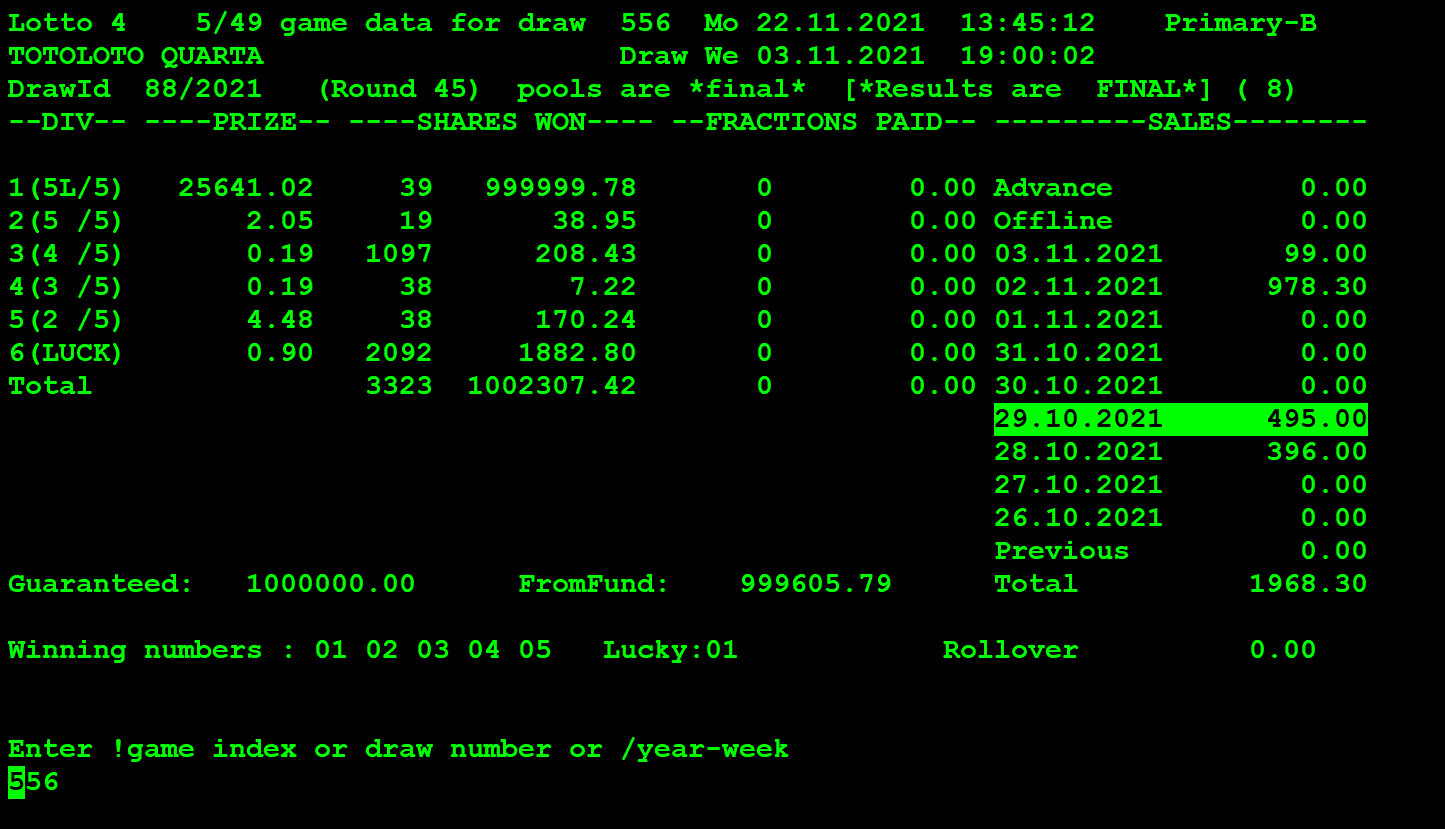 Lotto 4    5/49 game data for draw  556  Mo 22.11.2021  13:45:12    Primary-B
TOTOLOTO QUARTA                     Draw We 03.11.2021  19:00:02
DrawId  88/2021   (Round 45)  pools are *final*  [*Results are  FINAL*] ( 8)
--DIV-- ----PRIZE-- ----SHARES WON---- --FRACTIONS PAID-- ---------SALES--------
1(5L/5)   25641.02     39   999999.78       0        0.00 Advance           0.00
2(5 /5)       2.05     19       38.95       0        0.00 Offline           0.00
3(4 /5)       0.19   1097      208.43       0        0.00 03.11.2021       99.00
4(3 /5)       0.19     38        7.22       0        0.00 02.11.2021      978.30
5(2 /5)       4.48     38      170.24       0        0.00 01.11.2021        0.00
6(LUCK)       0.90   2092     1882.80       0        0.00 31.10.2021        0.00
Total                3323  1002307.42       0        0.00 30.10.2021        0.00
29.10.2021      495.00
28.10.2021      396.00
27.10.2021        0.00
26.10.2021        0.00
Previous          0.00
Guaranteed:   1000000.00      FromFund:    999605.79      Total          1968.30
Winning numbers : 01 02 03 04 05   Lucky:01            Rollover          0.00
Enter !game index or draw number or /year-week
556